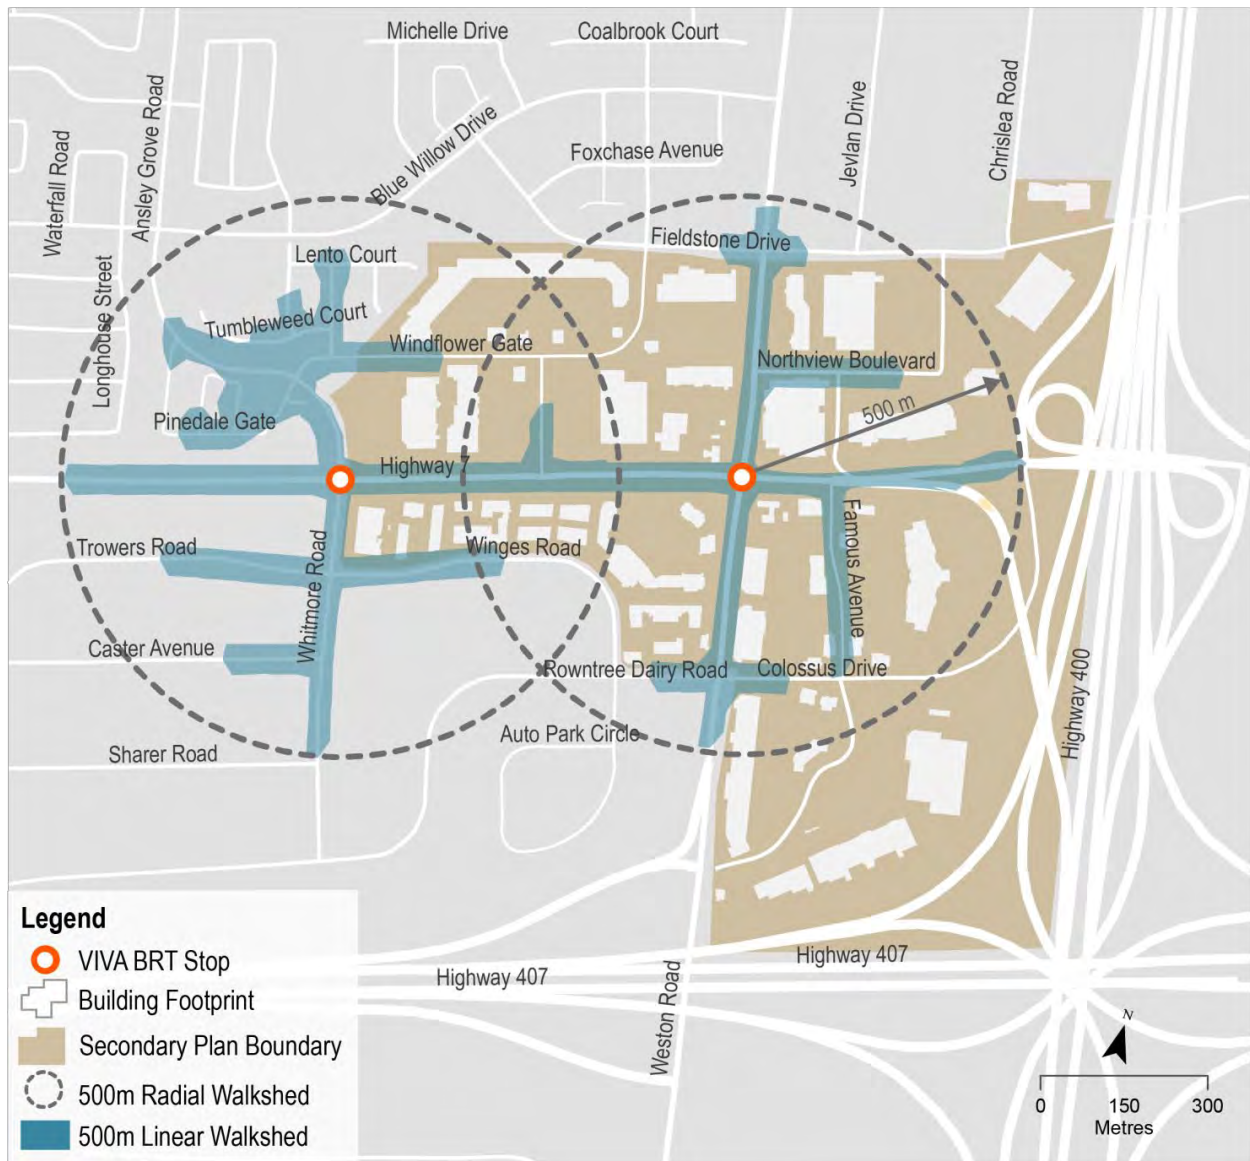 Michelle Drive
Coalbrook Court
Ansley Grove Road
Waterfall Road
Blue Willow Drive
Foxchase Avenue
Jevlan Drive
Chrislea Road
Longhouse Street
Lento Court
Fieldstone Drive
Tumbleweed Court
Windflower Gate
Northview Boulevard
Pinedale Gate
500 m
Highway 7
Trowers Road
Whitmore Road
Winges Road
Famous Avenue
Caster Avenue
Rowntree Dairy Road
Colossus Drive
Highway 400
Sharer Road
Auto Park Circle
Highway 407
Highway 407
Weston Road
Legend
VIVA BRT Stop
Building Footprint
Secondary Plan Boundary
500m Radial Walkshed
500m Linear Walkshed
N
0 150 300
Metres